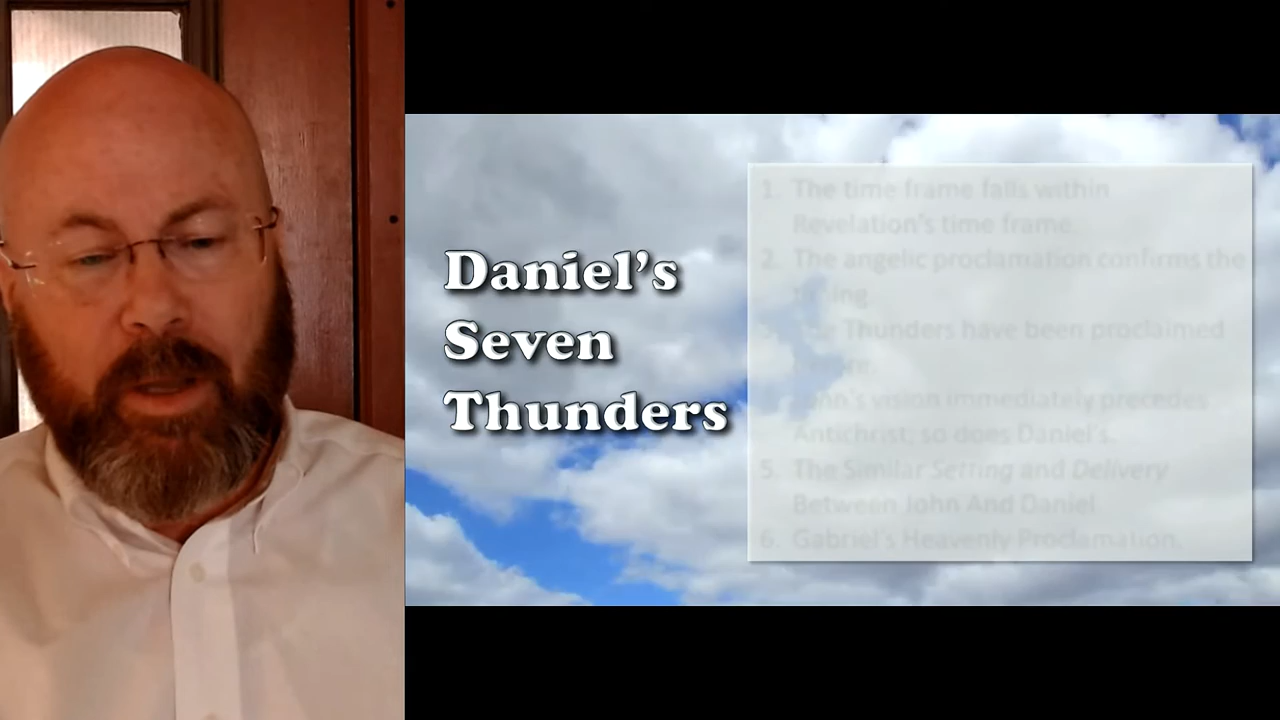 Daniel's
Seven
Thunders
1. The time frame falls within
Revelation's time frame.
2. The angelic proclamation confirms the
Thunders have been proclaimed
vision immediately precedes
Antichrist; so does Daniel's.
5. The Similar Setting and Delivery
Between John And Daniel
6. Gabriel's Heavenly Proclamation.